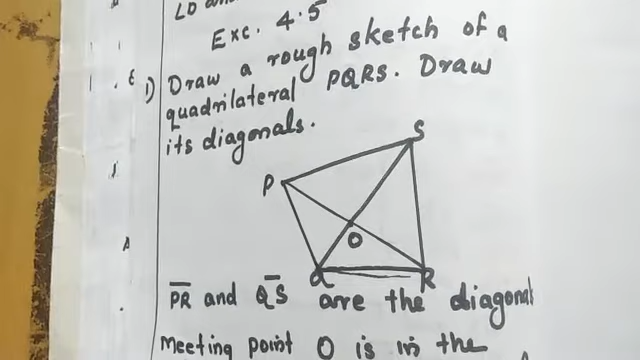 Exc. 4.5
1) Draw a rough sketch of a
quadrilateral PQRS. Draw
its diagonals.
S
P
O
Q
R
PR and QS are the diagonal
Meeting point O is in the